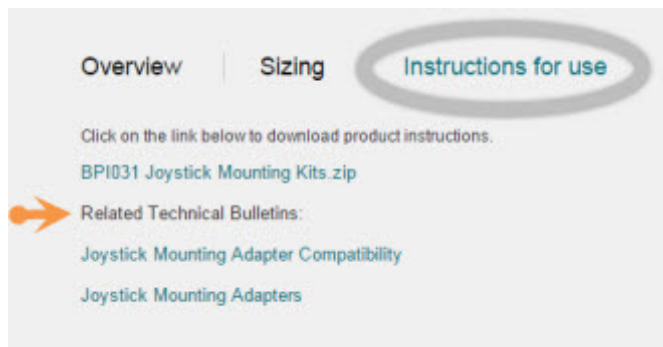 Overview
Sizing
Instructions for use
Click on the link below to download product instructions.
BPI031 Joystick Mounting Kits.zip
Related Technical Bulletins:
Joystick Mounting Adapter Compatibility
Joystick Mounting Adapters